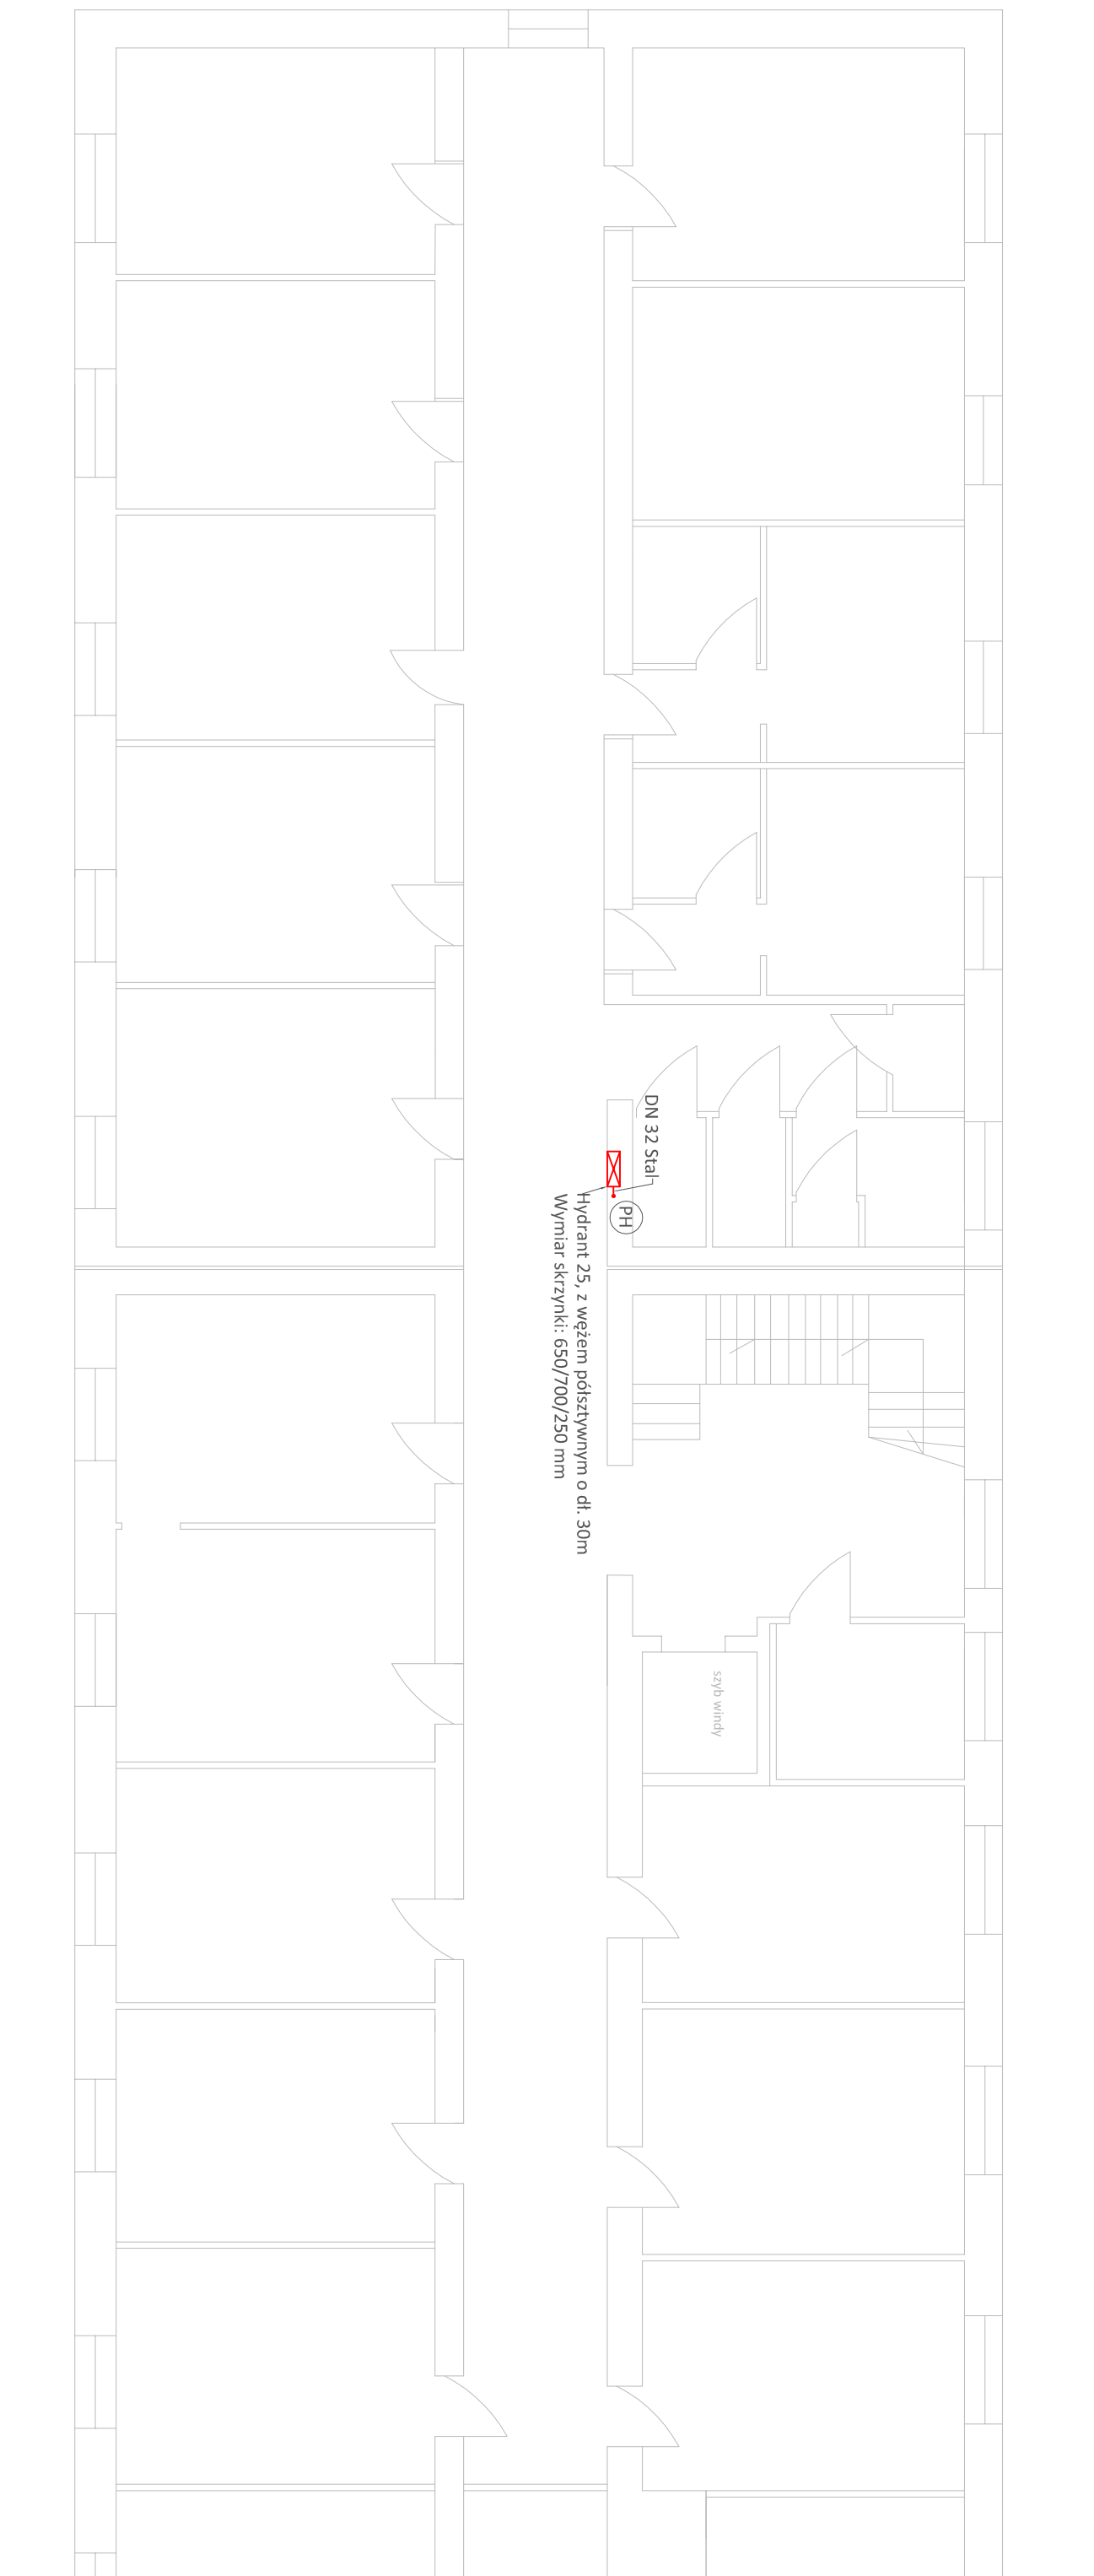 DN 32 Stal
PH
Hydrant 25, z wężem półsztywnym o dł. 30m
Wymiar skrzynki: 650/700/250 mm
szyb windy